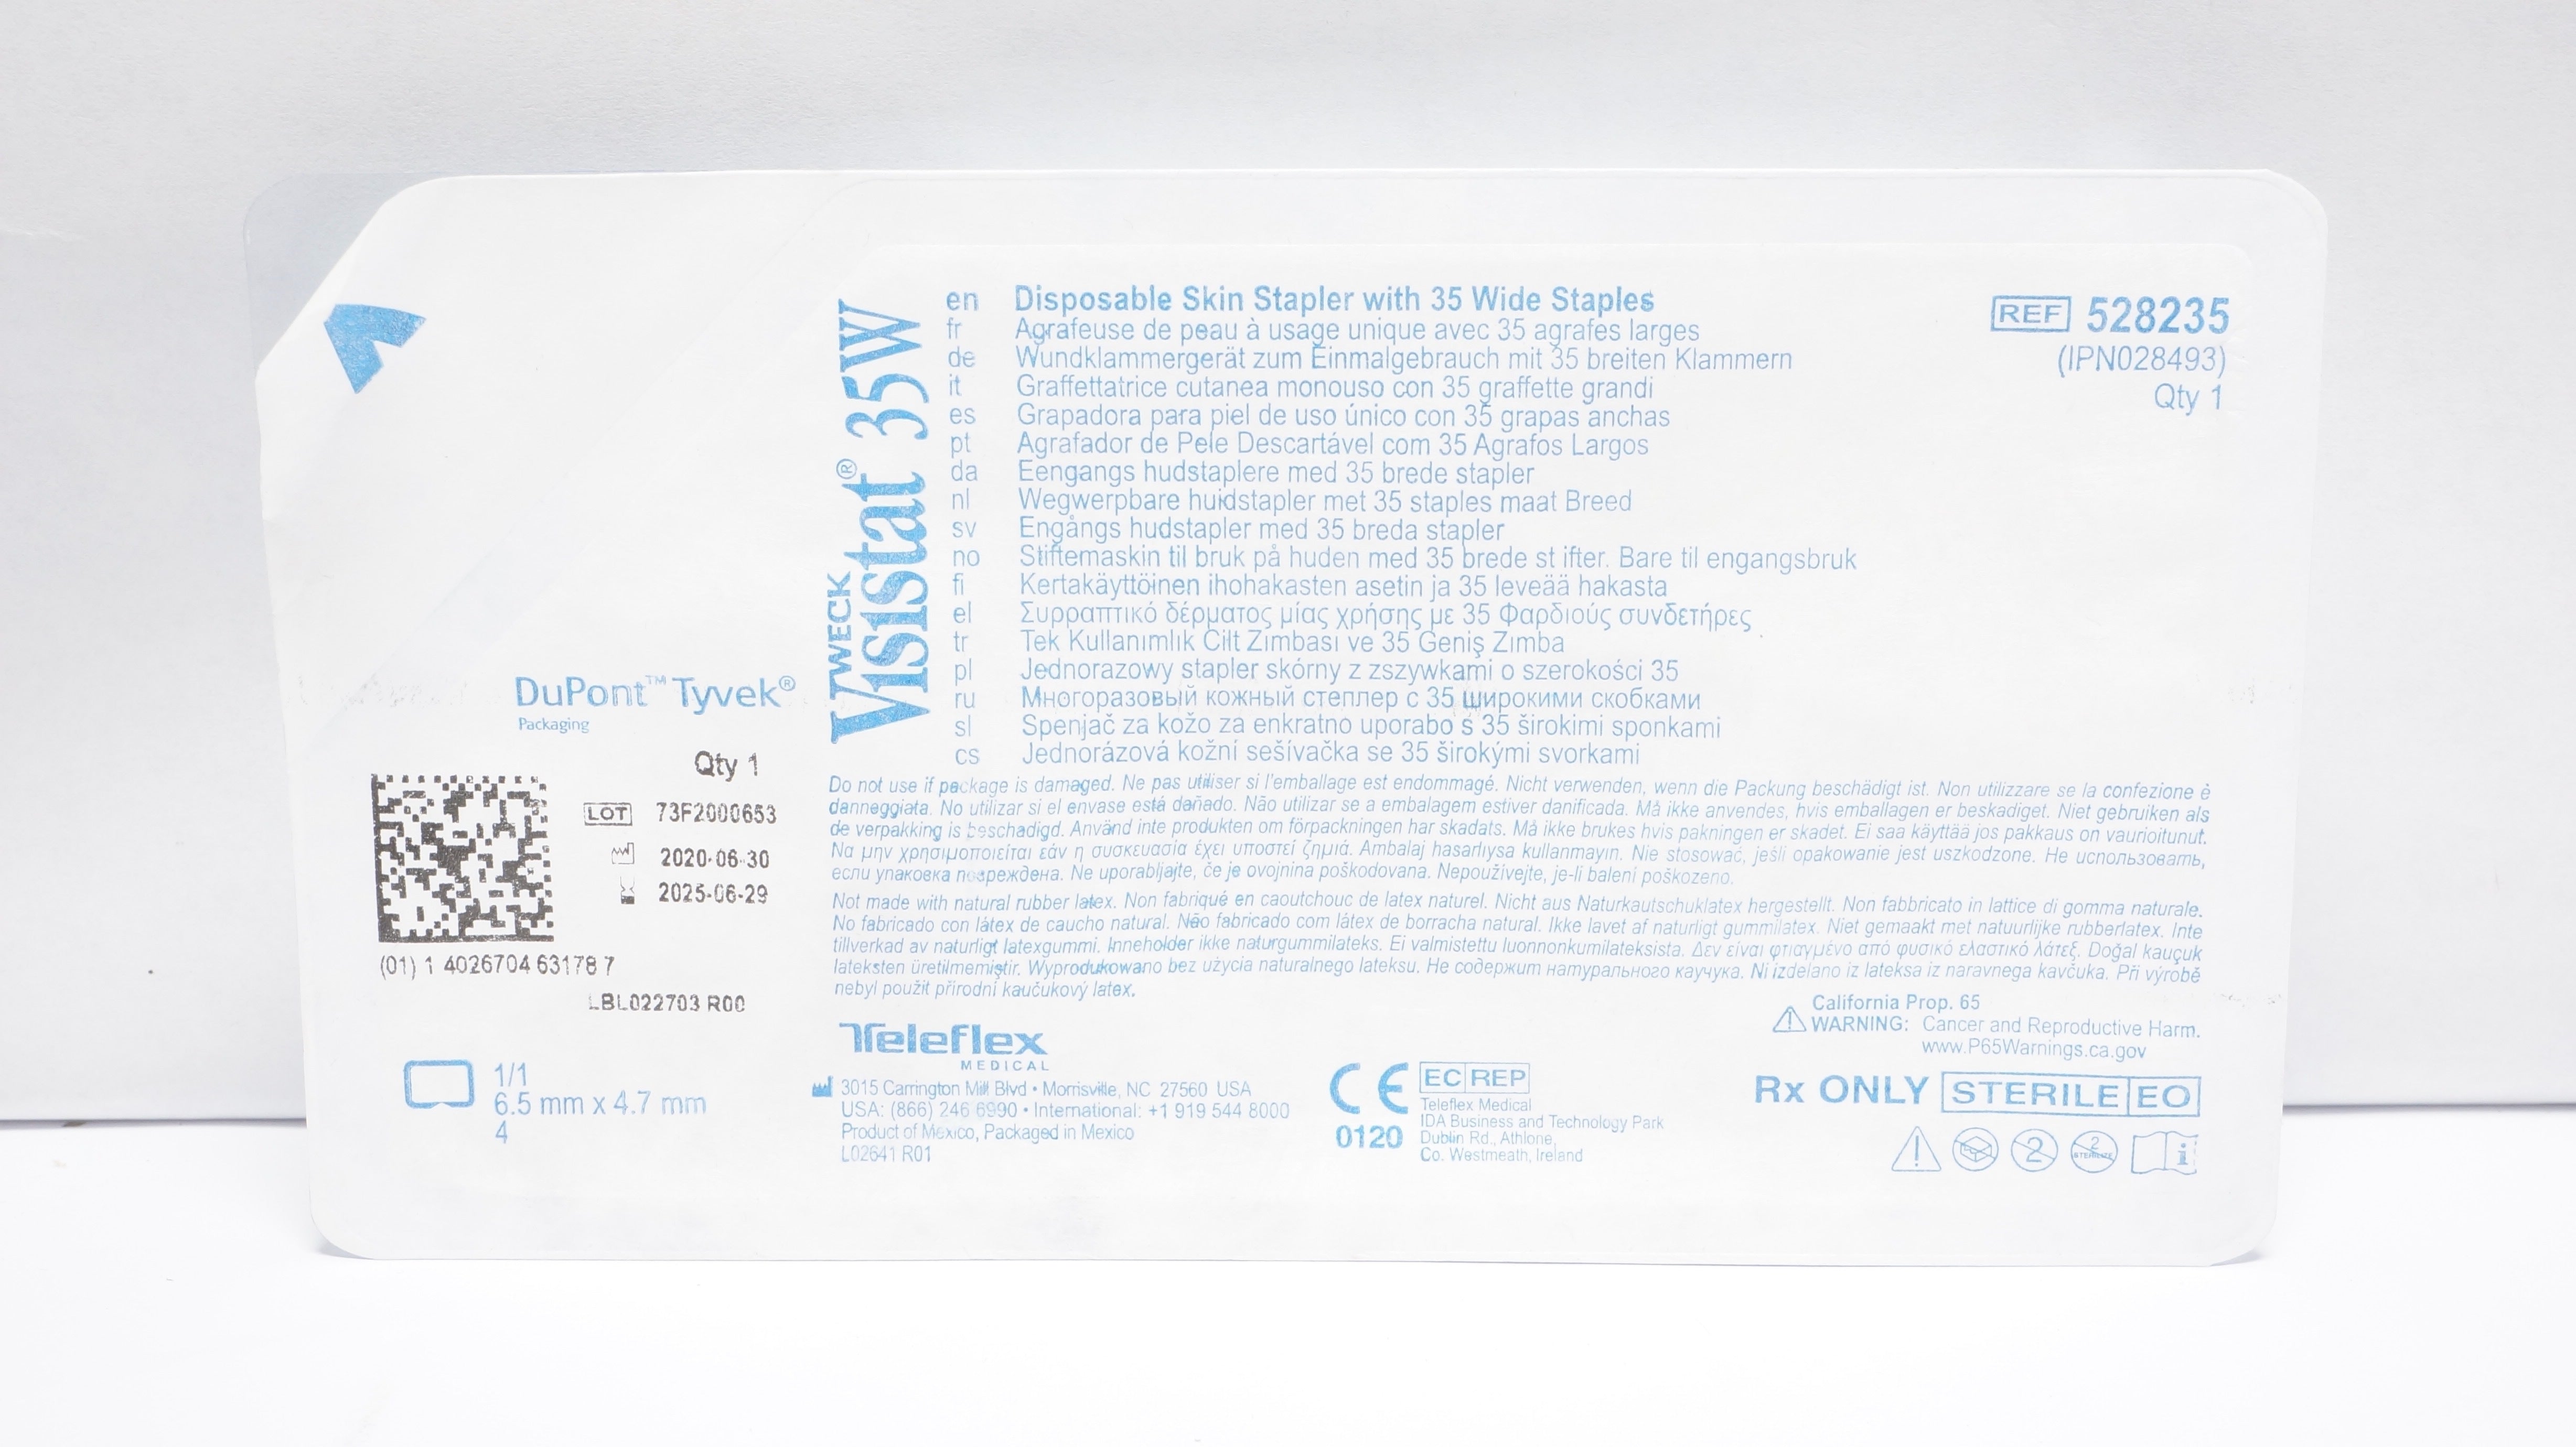 WECK
Visistat® 35W
en Disposable Skin Stapler with 35 Wide Staples
fr Agrafeuse de peau à usage unique avec 35 agrafes larges
de Wundklammergerät zum Einmalgebrauch mit 35 breiten Klammern
it Graffettatrice cutanea monouso con 35 graffette grandi
es Grapadora para piel de uso único con 35 grapas anchas
pt Agrafador de Pele Descartável com 35 Agrafos Largos
da Eengangs hudstaplere med 35 brede stapler
nl Wegwerpbare huidstapler met 35 staples maat Breed
sv Engångs hudstapler med 35 breda stapler
no Stiftemaskin til bruk på huden med 35 brede st ifter. Bare til engangsbruk
fi Kertakäyttöinen ihohakasten asetin ja 35 leveää hakasta
el Συρραπτικό δέρματος μίας χρήσης με 35 Φαρδιούς συνδετήρες
tr Tek Kullanımlık Cilt Zımbası ve 35 Geniş Zımba
pl Jednorazowy stapler skórny z zszywkami o szerokości 35
ru Многоразовый кожный степлер с 35 широкими скобками
sl Spenjač za kožo za enkratno uporabo s 35 širokimi sponkami
cs Jednorázová kožní sešívačka se 35 širokými svorkami
REF 528235
(IPN028493)
Qty 1
DuPont™ Tyvek®
Packaging
Qty 1
LOT 73F2000653
2020-06-30
2025-06-29
(01) 1 4026704 63178 7
LBL022703 R00
1/1
6.5 mm x 4.7 mm
4
Do not use if package is damaged. Ne pas utiliser si l'emballage est endommagé. Nicht verwenden, wenn die Packung beschädigt ist. Non utilizzare se la confezione è
danneggiata. No utilizar si el envase está dañado. Não utilizar se a embalagem estiver danificada. Må ikke anvendes, hvis emballagen er beskadiget. Niet gebruiken als
de verpakking is beschadigd. Använd inte produkten om förpackningen har skadats. Må ikke brukes hvis pakningen er skadet. Ei saa käyttää jos pakkaus on vaurioitunut.
Να μην χρησιμοποιείται εάν η συσκευασία έχει υποστεί ζημιά. Ambalaj hasarlıysa kullanmayın. Nie stosować, jeśli opakowanie jest uszkodzone. Не использовать,
если упаковка повреждена. Ne uporabljajte, če je ovojnina poškodovana. Nepoužívejte, je-li balení poškozeno.
Not made with natural rubber latex. Non fabriqué en caoutchouc de latex naturel. Nicht aus Naturkautschuklatex hergestellt. Non fabbricato in lattice di gomma naturale.
No fabricado con látex de caucho natural. Não fabricado com látex de borracha natural. Ikke lavet af naturligt gummilatex. Niet gemaakt met natuurlijke rubberlatex. Inte
tillverkad av naturligt latexgummi. Inneholder ikke naturgummilateks. Ei valmistettu luonnonkumilateksista. Δεν είναι φτιαγμένο από φυσικό ελαστικό λάτεξ. Doğal kauçuk
lateksten üretilmemiştir. Wyprodukowano bez użycia naturalnego lateksu. Не содержит натурального каучука. Ni izdelano iz lateksa iz naravnega kavčuka. Při výrobě
nebyl použit přírodní kaučukový latex.
California Prop. 65
WARNING: Cancer and Reproductive Harm.
www.P65Warnings.ca.gov
Teleflex
MEDICAL
3015 Carrington Mill Blvd • Morrisville, NC 27560 USA
USA: (866) 246 6990 • International: +1 919 544 8000
Product of Mexico, Packaged in Mexico
L02641 R01
CE
0120
EC REP
Teleflex Medical
IDA Business and Technology Park
Dublin Rd., Athlone,
Co. Westmeath, Ireland
Rx ONLY STERILE EO
2
2
STERILIZE
i